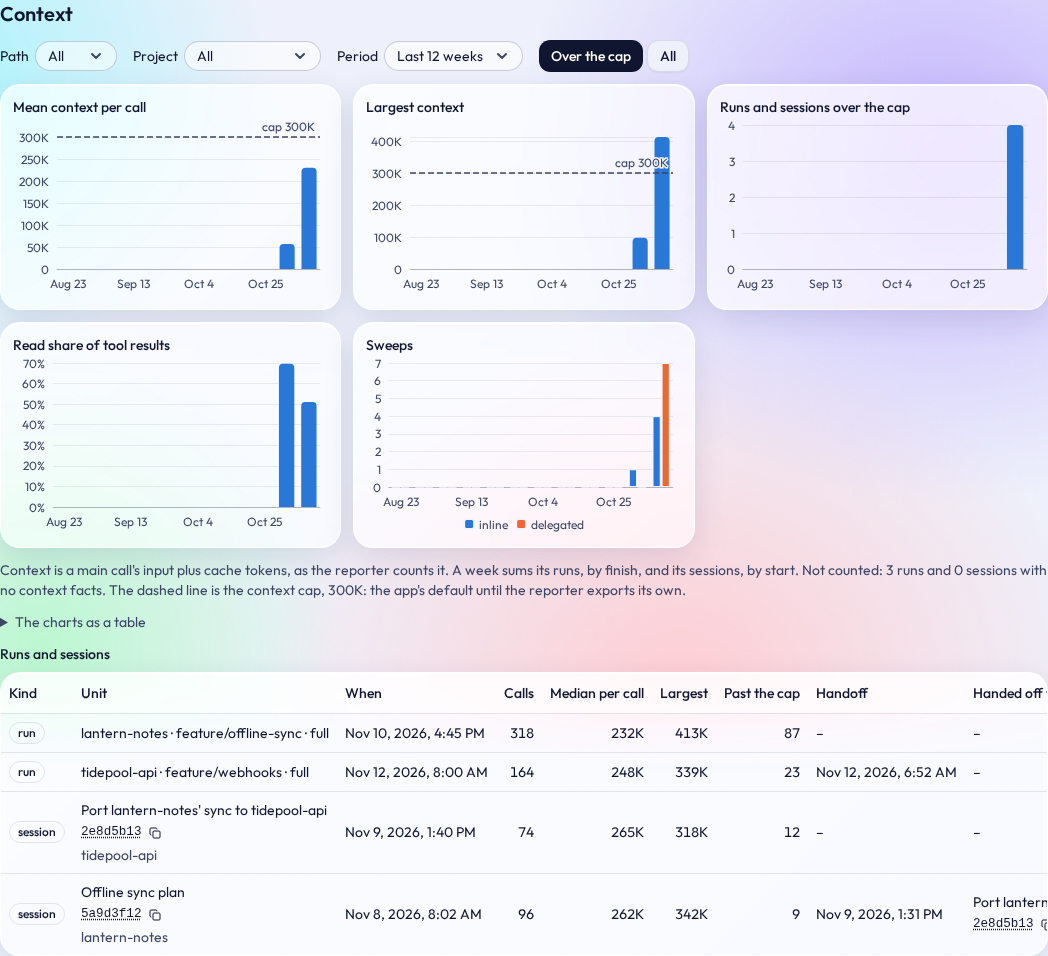 Context
Path All Project All Period Last 12 weeks Over the cap All
Mean context per call
cap 300K
300K
250K
200K
150K
100K
50K
0
Aug 23 Sep 13 Oct 4 Oct 25
Largest context
400K
cap 300K
300K
200K
100K
0
Aug 23 Sep 13 Oct 4 Oct 25
Runs and sessions over the cap
4
3
2
1
0
Aug 23 Sep 13 Oct 4 Oct 25
Read share of tool results
70%
60%
50%
40%
30%
20%
10%
0%
Aug 23 Sep 13 Oct 4 Oct 25
Sweeps
7
6
5
4
3
2
1
0
Aug 23 Sep 13 Oct 4 Oct 25
inline delegated
Context is a main call's input plus cache tokens, as the reporter counts it. A week sums its runs, by finish, and its sessions, by start. Not counted: 3 runs and 0 sessions with
no context facts. The dashed line is the context cap, 300K: the app's default until the reporter exports its own.
The charts as a table
Runs and sessions
Kind Unit When Calls Median per call Largest Past the cap Handoff Handed off
run lantern-notes · feature/offline-sync · full Nov 10, 2026, 4:45 PM 318 232K 413K 87 – –
run tidepool-api · feature/webhooks · full Nov 12, 2026, 8:00 AM 164 248K 339K 23 Nov 12, 2026, 6:52 AM –
Port lantern-notes' sync to tidepool-api
session 2e8d5b13 Nov 9, 2026, 1:40 PM 74 265K 318K 12 – –
tidepool-api
Offline sync plan
session 5a9d3f12 Nov 8, 2026, 8:02 AM 96 262K 342K 9 Nov 9, 2026, 1:31 PM Port lantern
2e8d5b13
lantern-notes